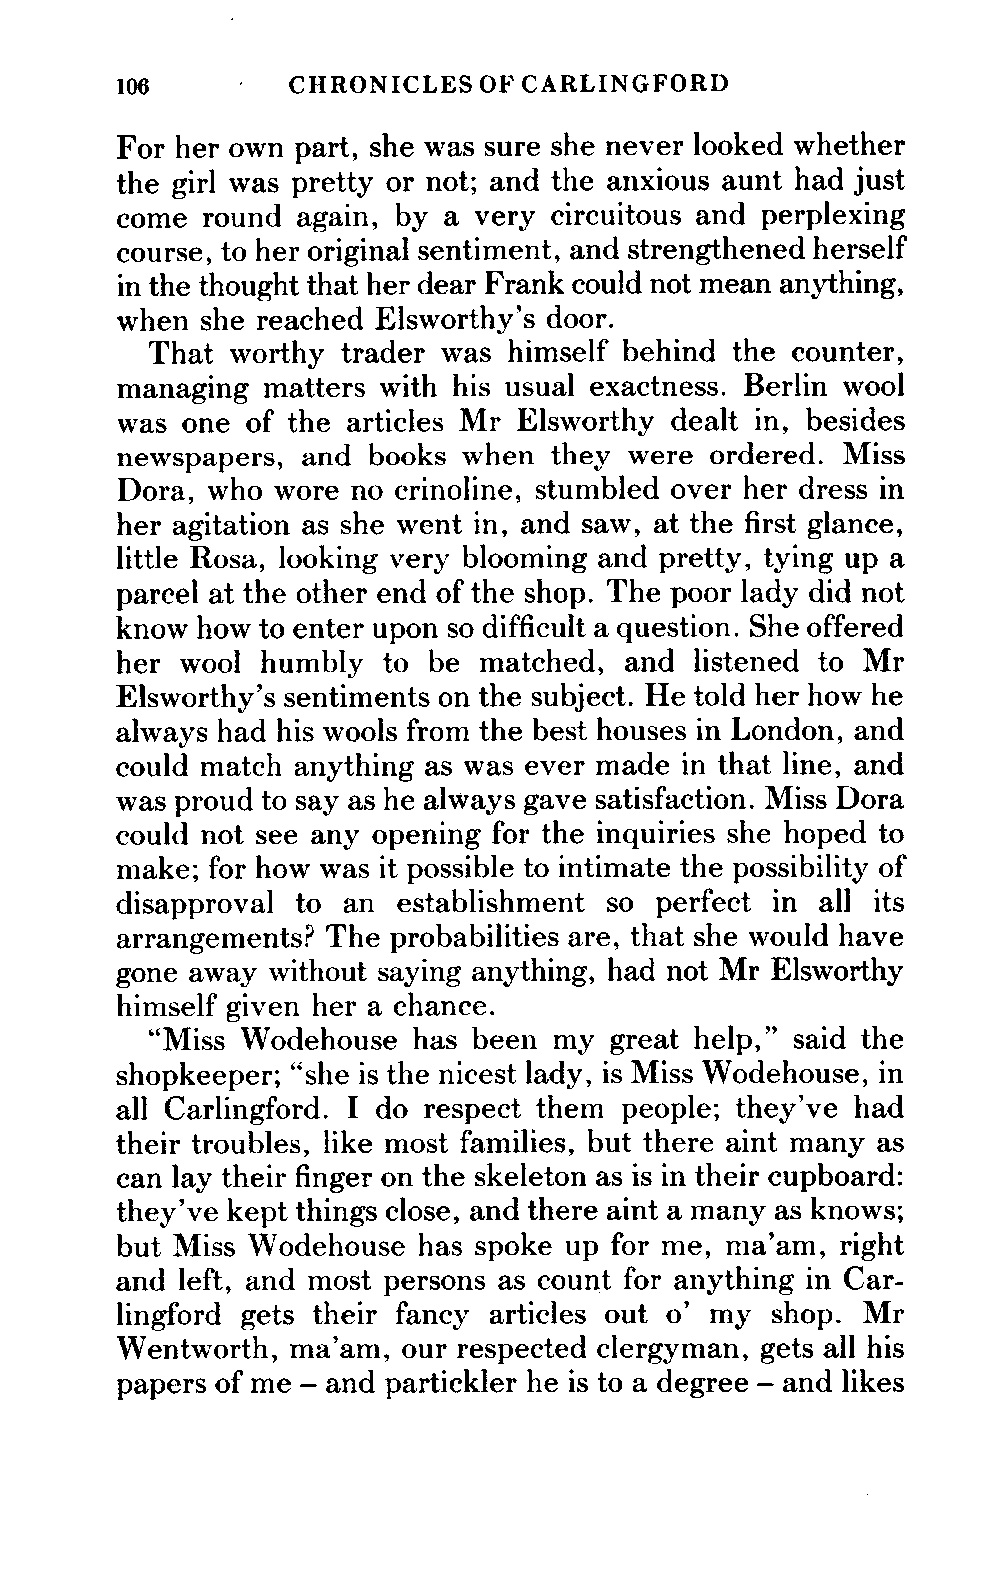 106 CHRONICLES OF CARLINGFORD
For her own part, she was sure she never looked whether
the girl was pretty or not; and the anxious aunt had just
come round again, by a very circuitous and perplexing
course, to her original sentiment, and strengthened herself
in the thought that her dear Frank could not mean anything,
when she reached Elsworthy's door.
That worthy trader was himself behind the counter,
managing matters with his usual exactness. Berlin wool
was one of the articles Mr Elsworthy dealt in, besides
newspapers, and books when they were ordered. Miss
Dora, who wore no crinoline, stumbled over her dress in
her agitation as she went in, and saw, at the first glance,
little Rosa, looking very blooming and pretty, tying up a
parcel at the other end of the shop. The poor lady did not
know how to enter upon so difficult a question. She offered
her wool humbly to be matched, and listened to Mr
Elsworthy's sentiments on the subject. He told her how he
always had his wools from the best houses in London, and
could match anything as was ever made in that line, and
was proud to say as he always gave satisfaction. Miss Dora
could not see any opening for the inquiries she hoped to
make; for how was it possible to intimate the possibility of
disapproval to an establishment so perfect in all its
arrangements? The probabilities are, that she would have
gone away without saying anything, had not Mr Elsworthy
himself given her a chance.
“Miss Wodehouse has been my great help,” said the
shopkeeper; “she is the nicest lady, is Miss Wodehouse, in
all Carlingford. I do respect them people; they've had
their troubles, like most families, but there aint many as
can lay their finger on the skeleton as is in their cupboard:
they've kept things close, and there aint a many as knows;
but Miss Wodehouse has spoke up for me, ma'am, right
and left, and most persons as count for anything in Car-
lingford gets their fancy articles out o' my shop. Mr
Wentworth, ma'am, our respected clergyman, gets all his
papers of me – and partickler he is to a degree – and likes